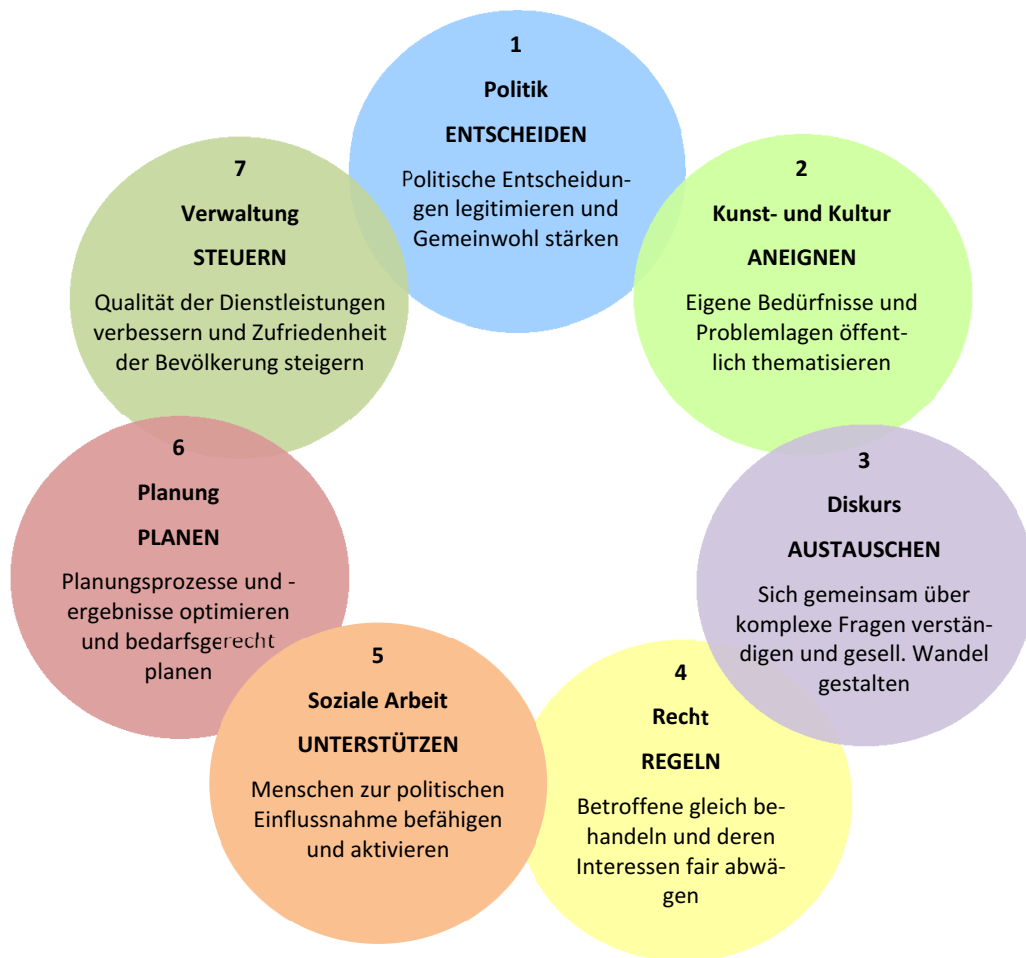 1
Politik
ENTSCHEIDEN
Politische Entscheidun-
gen legitimieren und
Gemeinwohl stärken
2
Kunst- und Kultur
ANEIGNEN
Eigene Bedürfnisse und
Problemlagen öffent-
lich thematisieren
3
Diskurs
AUSTAUSCHEN
Sich gemeinsam über
komplexe Fragen verstän-
digen und gesell. Wandel
gestalten
4
Recht
REGELN
Betroffene gleich be-
handeln und deren
Interessen fair abwä-
gen
5
Soziale Arbeit
UNTERSTÜTZEN
Menschen zur politischen
Einflussnahme befähigen
und aktivieren
6
Planung
PLANEN
Planungsprozesse und -
ergebnisse optimieren
und bedarfsgerecht
planen
7
Verwaltung
STEUERN
Qualität der Dienstleistungen
verbessern und Zufriedenheit
der Bevölkerung steigern